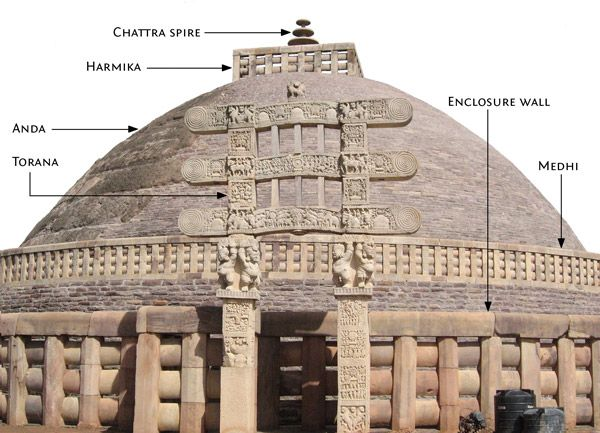 Chattra spire
Harmika
Enclosure wall
Anda
Torana
Medhi